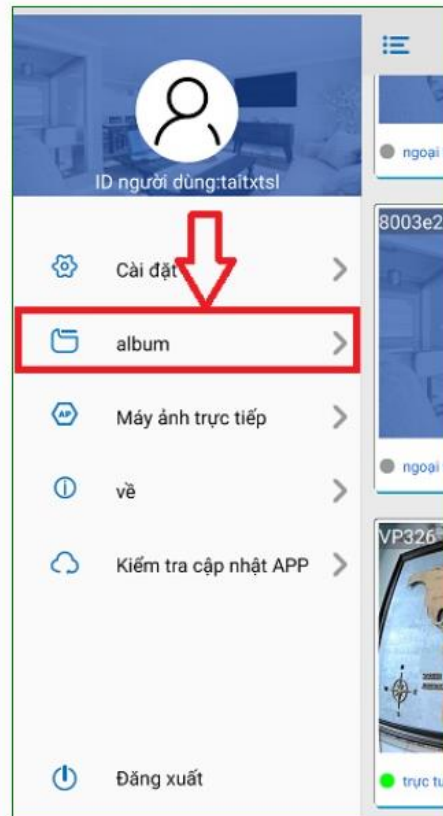 ID người dùng:taitxtsl
Cài đặt
album
AP
Máy ảnh trực tiếp
về
Kiểm tra cập nhật APP
Đăng xuất
ngoại
8003e2
ngoại
VP326
trực